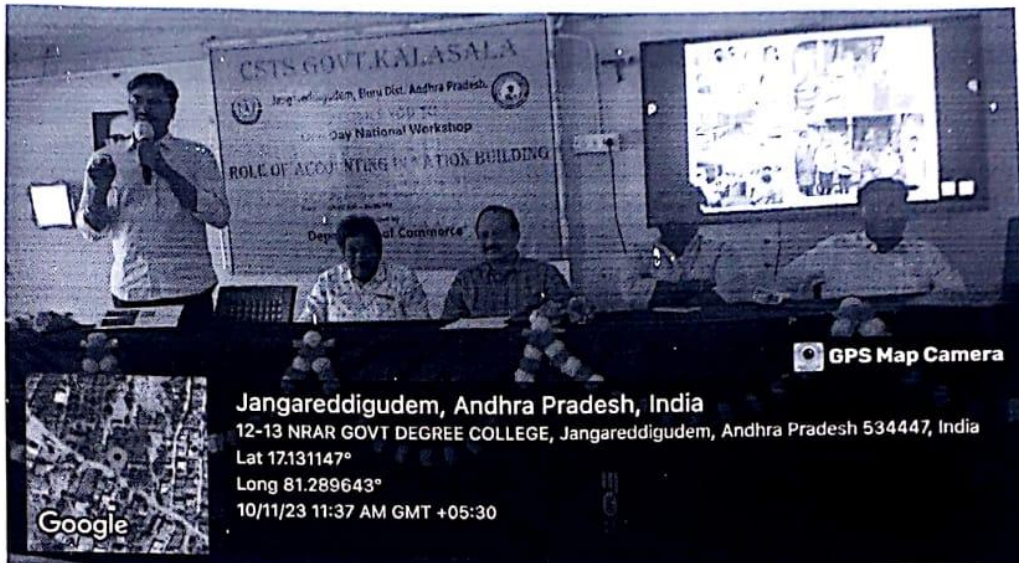 CSTS GOVT.KALASALA
Jangareddigudem, Eluru Dist. Andhra Pradesh.
Day National Workshop
ROLE OF ACCOUNTING IN NATION BUILDING
of Commerce
GPS Map Camera
Jangareddigudem, Andhra Pradesh, India
12-13 NRAR GOVT DEGREE COLLEGE, Jangareddigudem, Andhra Pradesh 534447, India
Lat 17.131147°
Long 81.289643°
10/11/23 11:37 AM GMT +05:30
Google